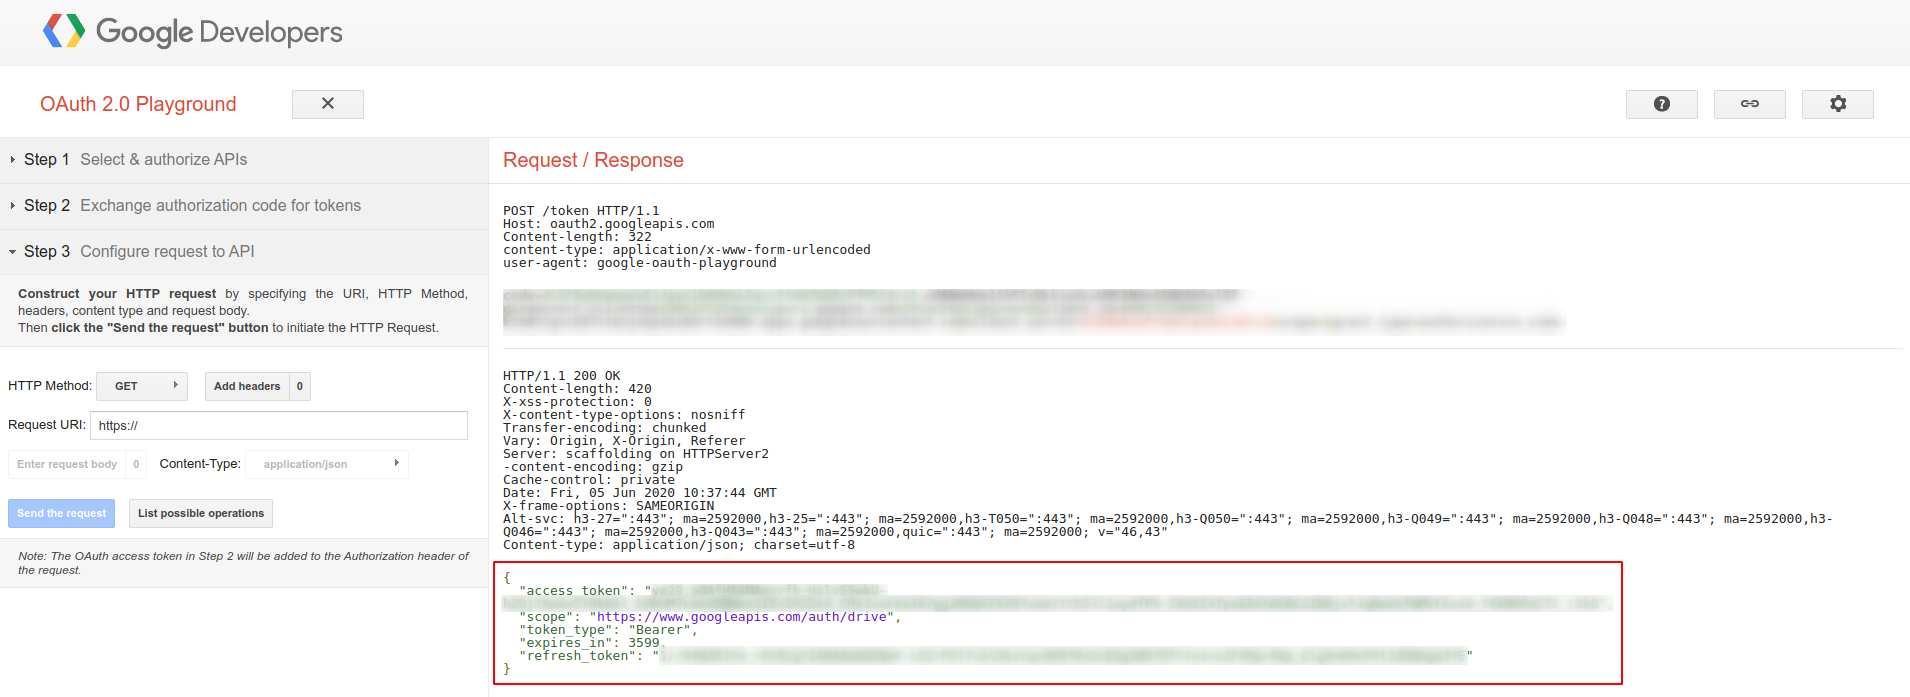 Google Developers
OAuth 2.0 Playground
Step 1 Select & authorize APIs
Step 2 Exchange authorization code for tokens
Step 3 Configure request to API
Construct your HTTP request by specifying the URI, HTTP Method,
headers, content type and request body.
Then click the "Send the request" button to initiate the HTTP Request.
HTTP Method: GET Add headers 0
Request URI: https://
Enter request body 0 Content-Type: application/json
Send the request List possible operations
Note: The OAuth access token in Step 2 will be added to the Authorization header of
the request.
Request / Response
POST /token HTTP/1.1
Host: oauth2.googleapis.com
Content-length: 322
content-type: application/x-www-form-urlencoded
user-agent: google-oauth-playground
HTTP/1.1 200 OK
Content-length: 420
X-xss-protection: 0
X-content-type-options: nosniff
Transfer-encoding: chunked
Vary: Origin, X-Origin, Referer
Server: scaffolding on HTTPServer2
-content-encoding: gzip
Cache-control: private
Date: Fri, 05 Jun 2020 10:37:44 GMT
X-frame-options: SAMEORIGIN
Alt-svc: h3-27=":443"; ma=2592000,h3-25=":443"; ma=2592000,h3-T050=":443"; ma=2592000,h3-Q050=":443"; ma=2592000,h3-Q049=":443"; ma=2592000,h3-Q048=":443"; ma=2592000,h3-
Q046=":443"; ma=2592000,h3-Q043=":443"; ma=2592000,quic=":443"; ma=2592000; v="46,43"
Content-type: application/json; charset=utf-8
{
"access_token": "
"scope": "https://www.googleapis.com/auth/drive",
"token_type": "Bearer",
"expires_in": 3599,
"refresh_token": ""
}